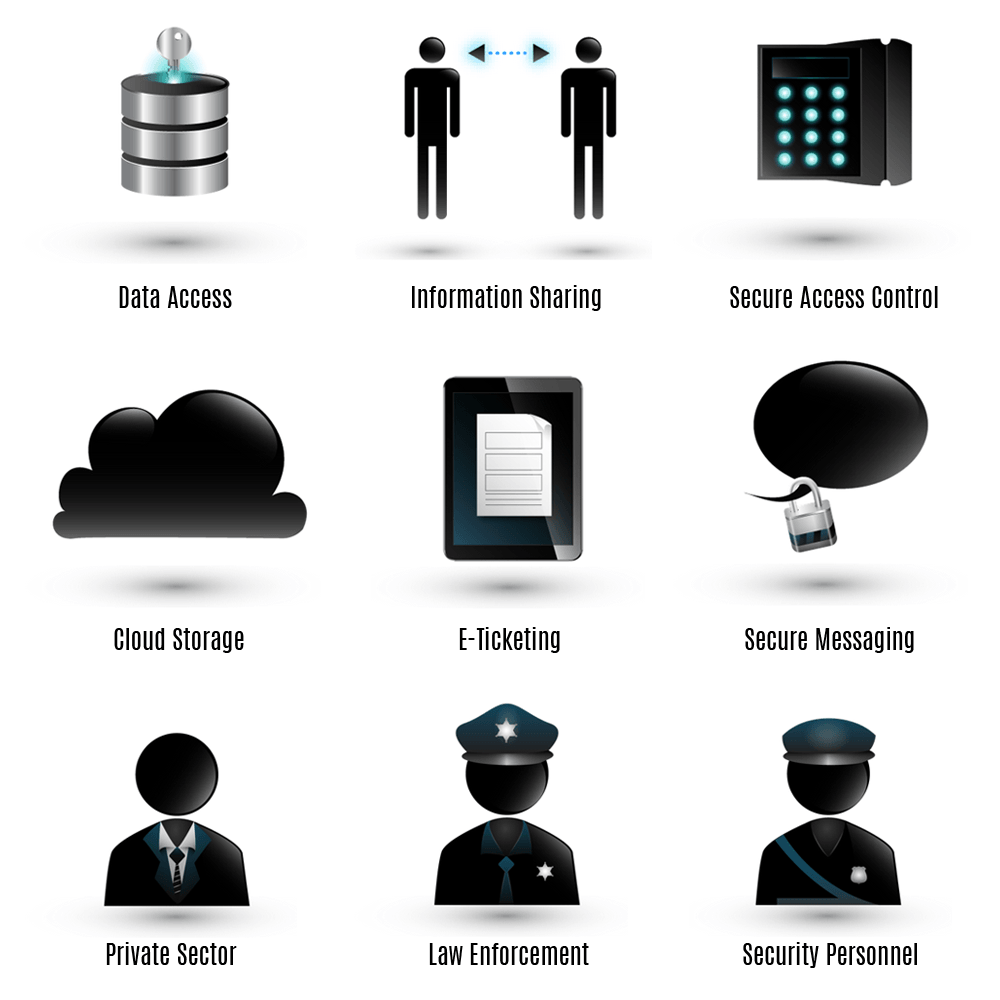 Data Access
Information Sharing
Secure Access Control
Cloud Storage
E-Ticketing
Secure Messaging
Private Sector
Law Enforcement
Security Personnel